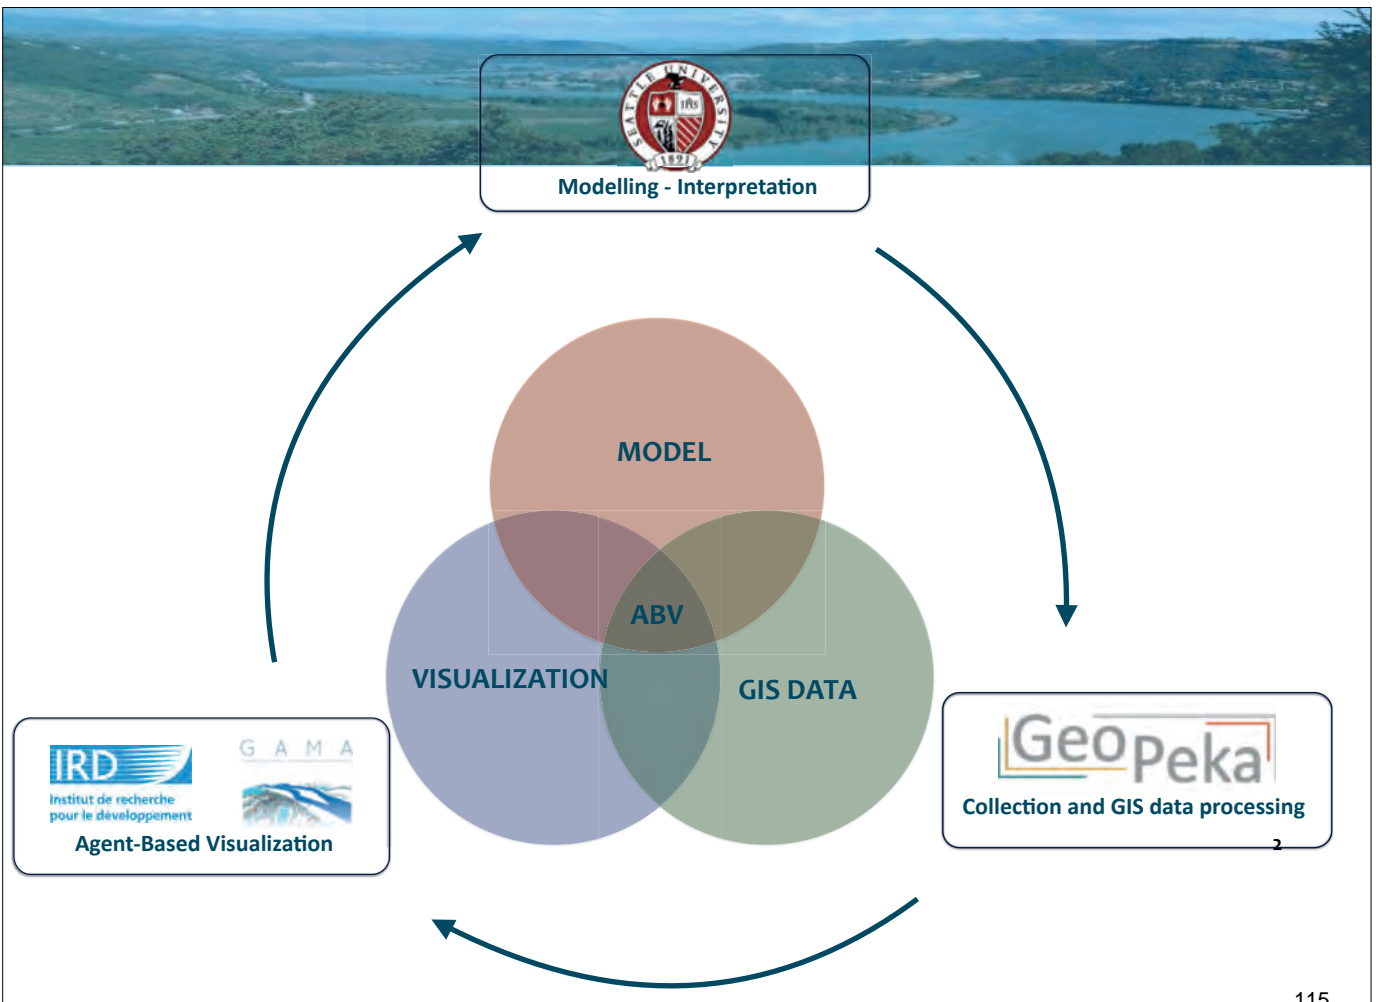 SEATTLE UNIVERSITY
IHS
1891
Modelling - Interpretation
MODEL
ABV
VISUALIZATION
GIS DATA
IRD
Institut de recherche
pour le développement
G A M A
Agent-Based Visualization
GeoPeka
Collection and GIS data processing
2
115